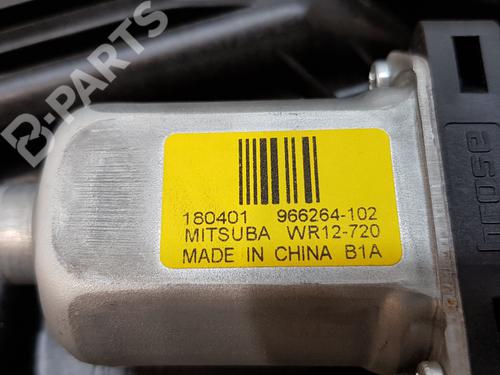 B-PARTS
180401 966264-102
MITSUBA WR12-720
MADE IN CHINA B1A
brose